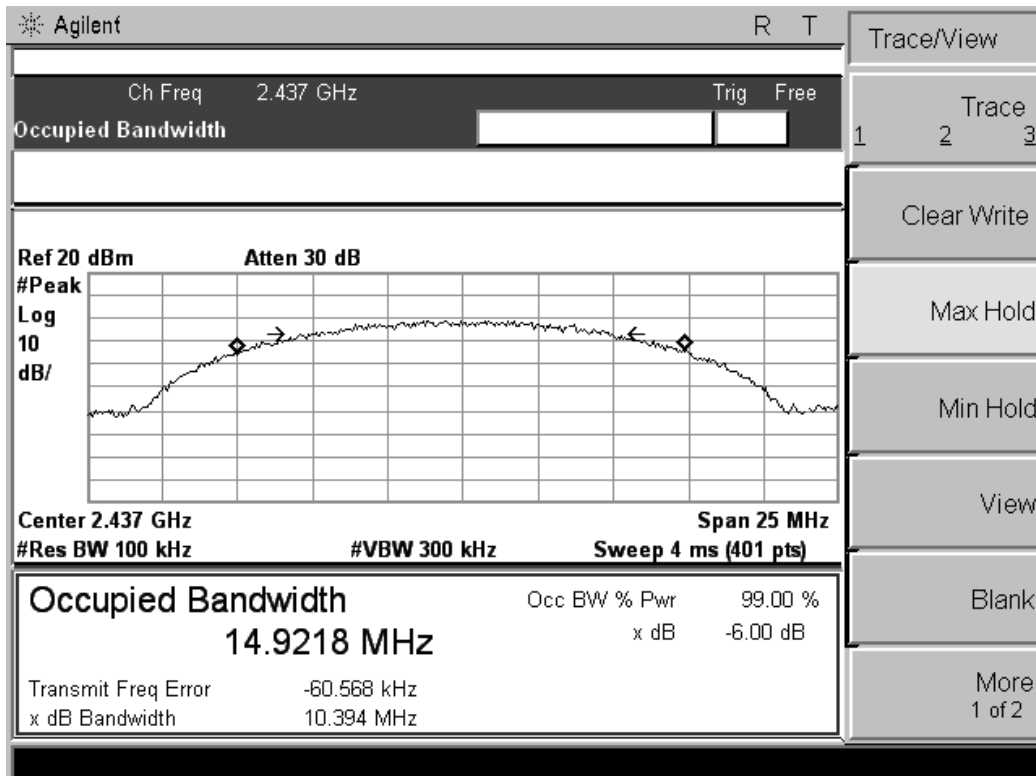 Agilent R T
Ch Freq 2.437 GHz Trig Free
Occupied Bandwidth
Ref 20 dBm Atten 30 dB
#Peak
Log
10
dB/
Center 2.437 GHz Span 25 MHz
#Res BW 100 kHz #VBW 300 kHz Sweep 4 ms (401 pts)
Occupied Bandwidth
14.9218 MHz
Occ BW % Pwr 99.00 %
x dB -6.00 dB
Transmit Freq Error -60.568 kHz
x dB Bandwidth 10.394 MHz
Trace/View
Trace
1 2 3
Clear Write
Max Hold
Min Hold
View
Blank
More
1 of 2